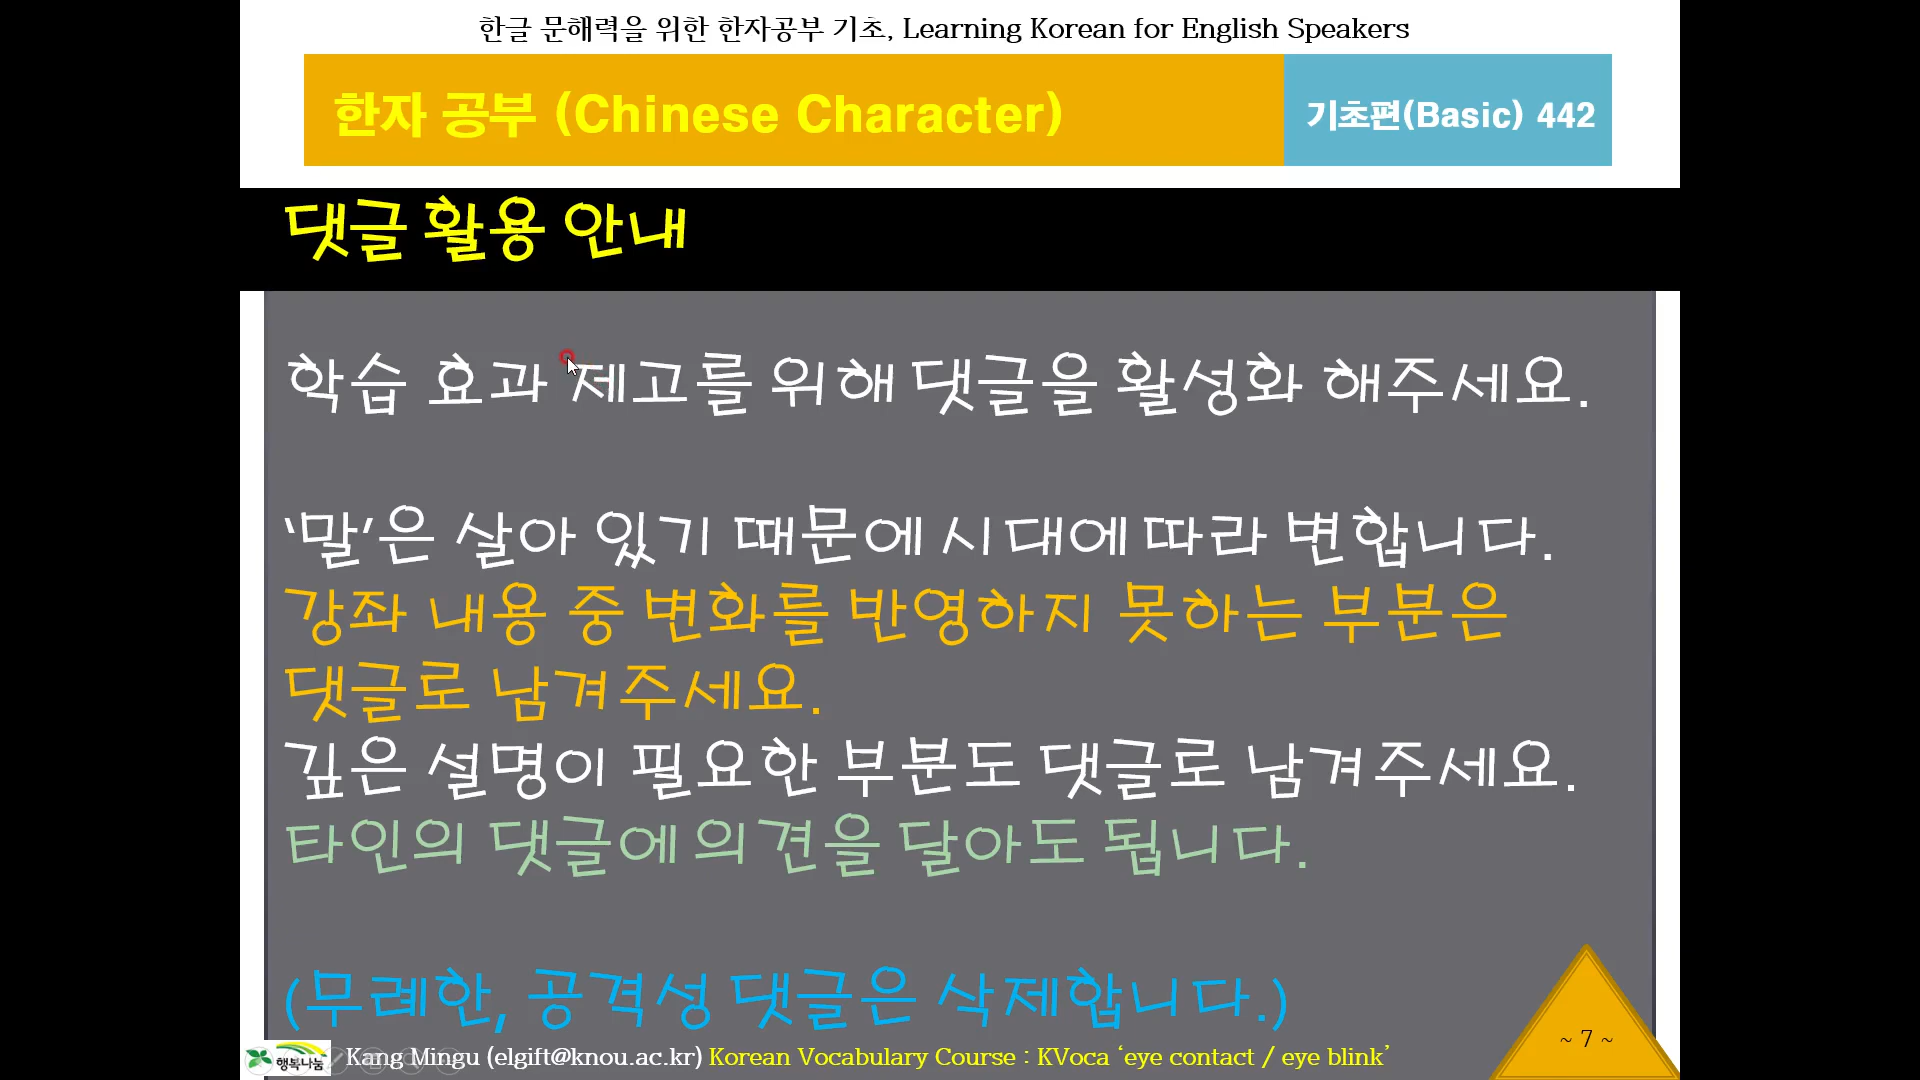 한글 문해력을 위한 한자공부 기초, Learning Korean for English Speakers
한자 공부 (Chinese Character)
기초편(Basic) 442
댓글 활용 안내
학습 효과 제고를 위해 댓글을 활성화 해주세요.
‘말’은 살아 있기 때문에 시대에 따라 변합니다.
강좌 내용 중 변화를 반영하지 못하는 부분은
댓글로 남겨주세요.
깊은 설명이 필요한 부분도 댓글로 남겨주세요.
타인의 댓글에 의견을 달아도 됩니다.
(무례한, 공격성 댓글은 삭제합니다.)
~ 7 ~
행복나눔
Kang Mingu (elgift@knou.ac.kr) Korean Vocabulary Course : KVoca ‘eye contact / eye blink’